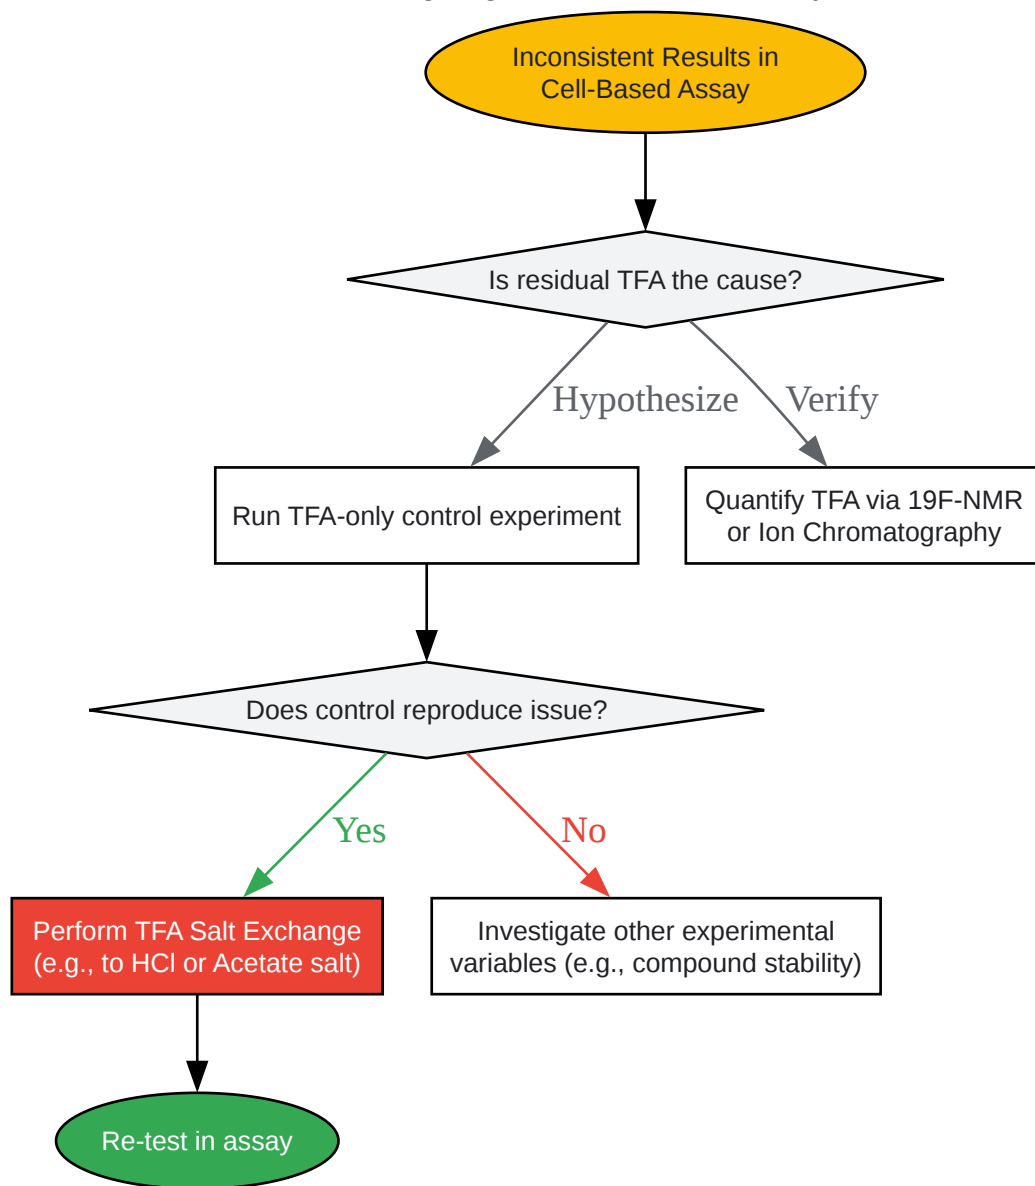 Inconsistent Results in
Cell-Based Assay
Is residual TFA the cause?
Hypothesize
Verify
Run TFA-only control experiment
Quantify TFA via 19F-NMR
or Ion Chromatography
Does control reproduce issue?
Yes
No
Perform TFA Salt Exchange
(e.g., to HCl or Acetate salt)
Investigate other experimental
variables (e.g., compound stability)
Re-test in assay